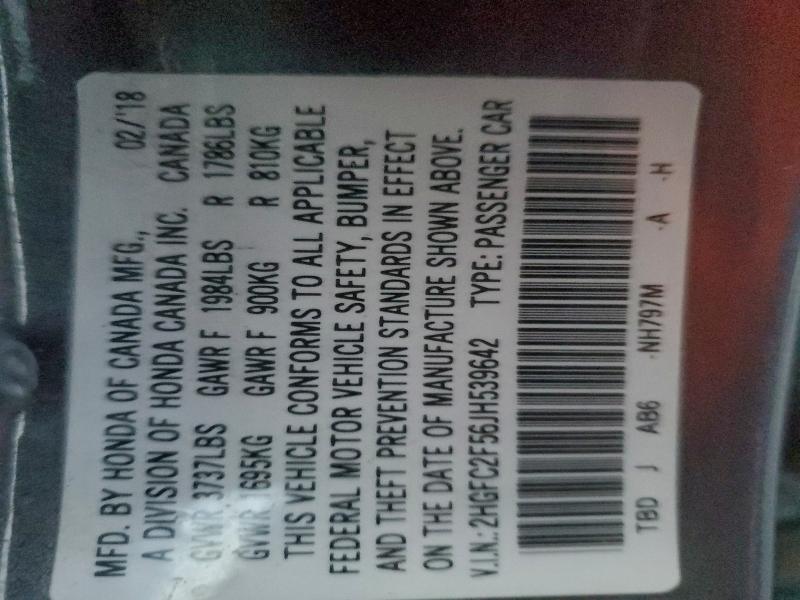 MFD. BY HONDA OF CANADA MFG., 02/'18
A DIVISION OF HONDA CANADA INC. CANADA
GVWR 3737LBS GAWR F 1984LBS R 1786LBS
GVWR 1695KG GAWR F 900KG R 810KG
THIS VEHICLE CONFORMS TO ALL APPLICABLE
FEDERAL MOTOR VEHICLE SAFETY, BUMPER,
AND THEFT PREVENTION STANDARDS IN EFFECT
ON THE DATE OF MANUFACTURE SHOWN ABOVE.
V.I.N.:2HGFC2F56JH539642 TYPE: PASSENGER CAR
TBD J AB6 -NH797M -A -H